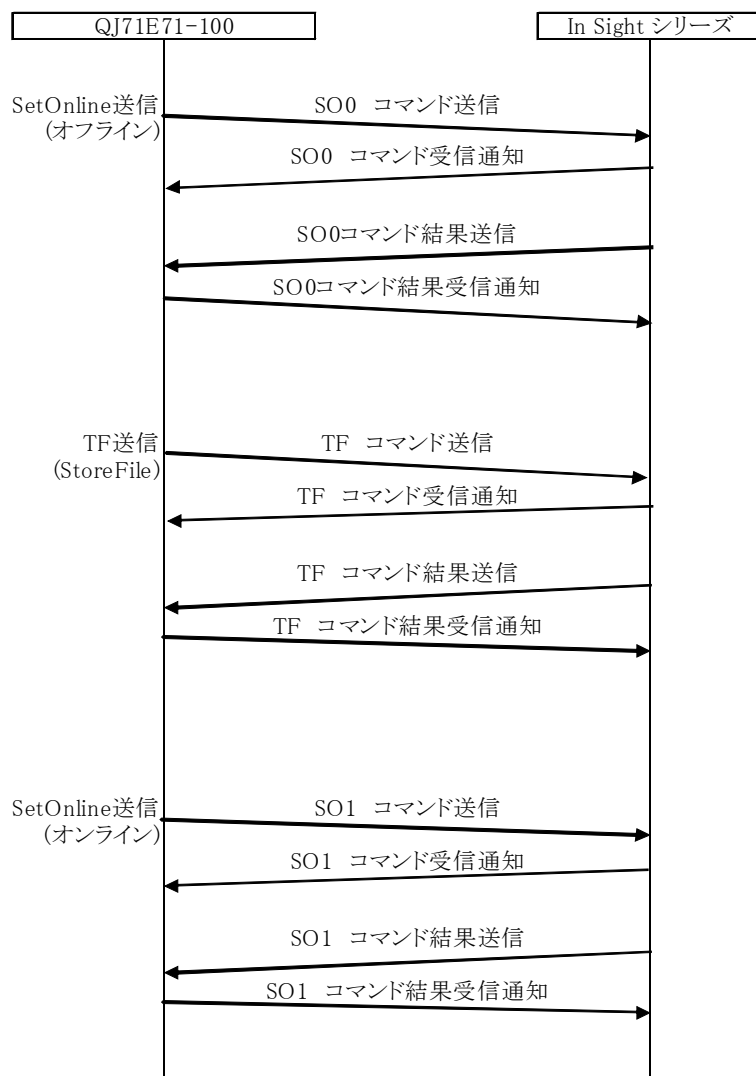 QJ71E71-100
In Sight シリーズ
SetOnline送信
(オフライン)
SO0 コマンド送信
SO0 コマンド受信通知
SO0コマンド結果送信
SO0コマンド結果受信通知
TF送信
(StoreFile)
TF コマンド送信
TF コマンド受信通知
TF コマンド結果送信
TF コマンド結果受信通知
SetOnline送信
(オンライン)
SO1 コマンド送信
SO1 コマンド受信通知
SO1 コマンド結果送信
SO1 コマンド結果受信通知